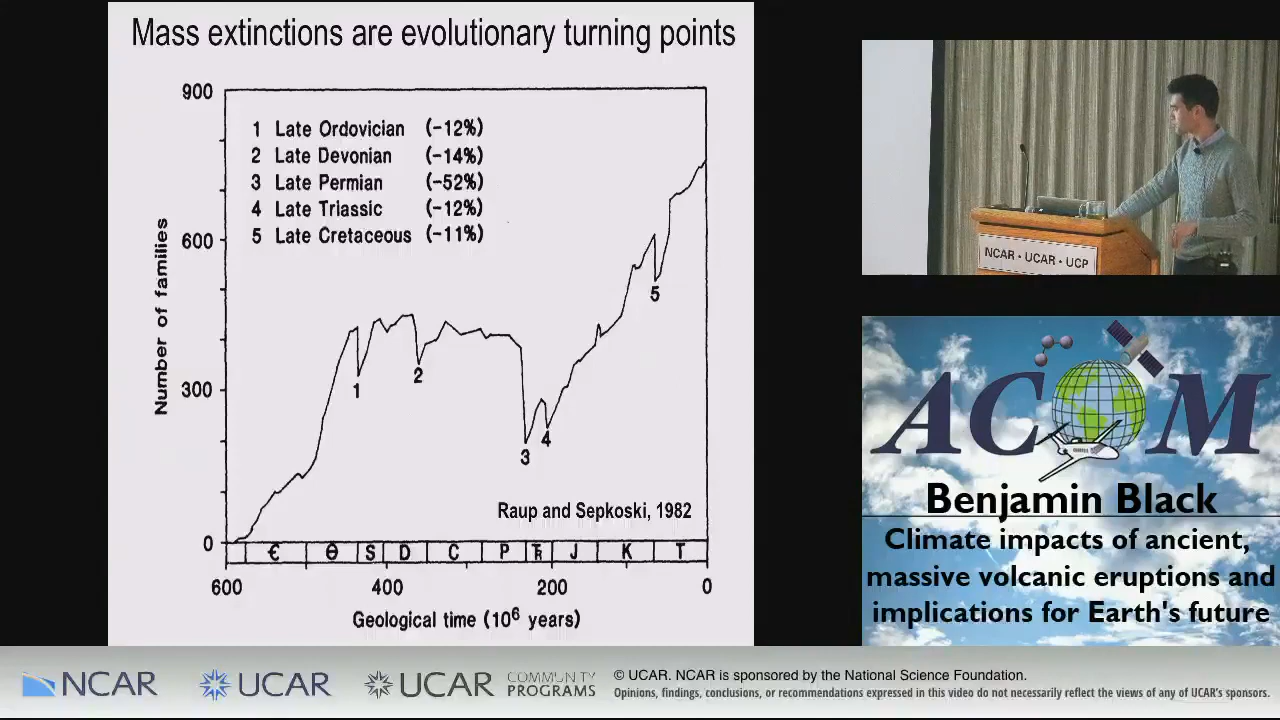 Mass extinctions are evolutionary turning points
900
600
300
0
Number of families
1 Late Ordovician (-12%)
2 Late Devonian (-14%)
3 Late Permian (-52%)
4 Late Triassic (-12%)
5 Late Cretaceous (-11%)
1
2
3
4
5
Raup and Sepkoski, 1982
Є O S D C P Ћ J K T
600 400 200 0
Geological time (10⁶ years)
NCAR • UCAR • UCP
ACOM
Benjamin Black
Climate impacts of ancient,
massive volcanic eruptions and
implications for Earth's future
NCAR
UCAR
UCAR COMMUNITY PROGRAMS
© UCAR. NCAR is sponsored by the National Science Foundation.
Opinions, findings, conclusions, or recommendations expressed in this video do not necessarily reflect the views of any of UCAR's sponsors.